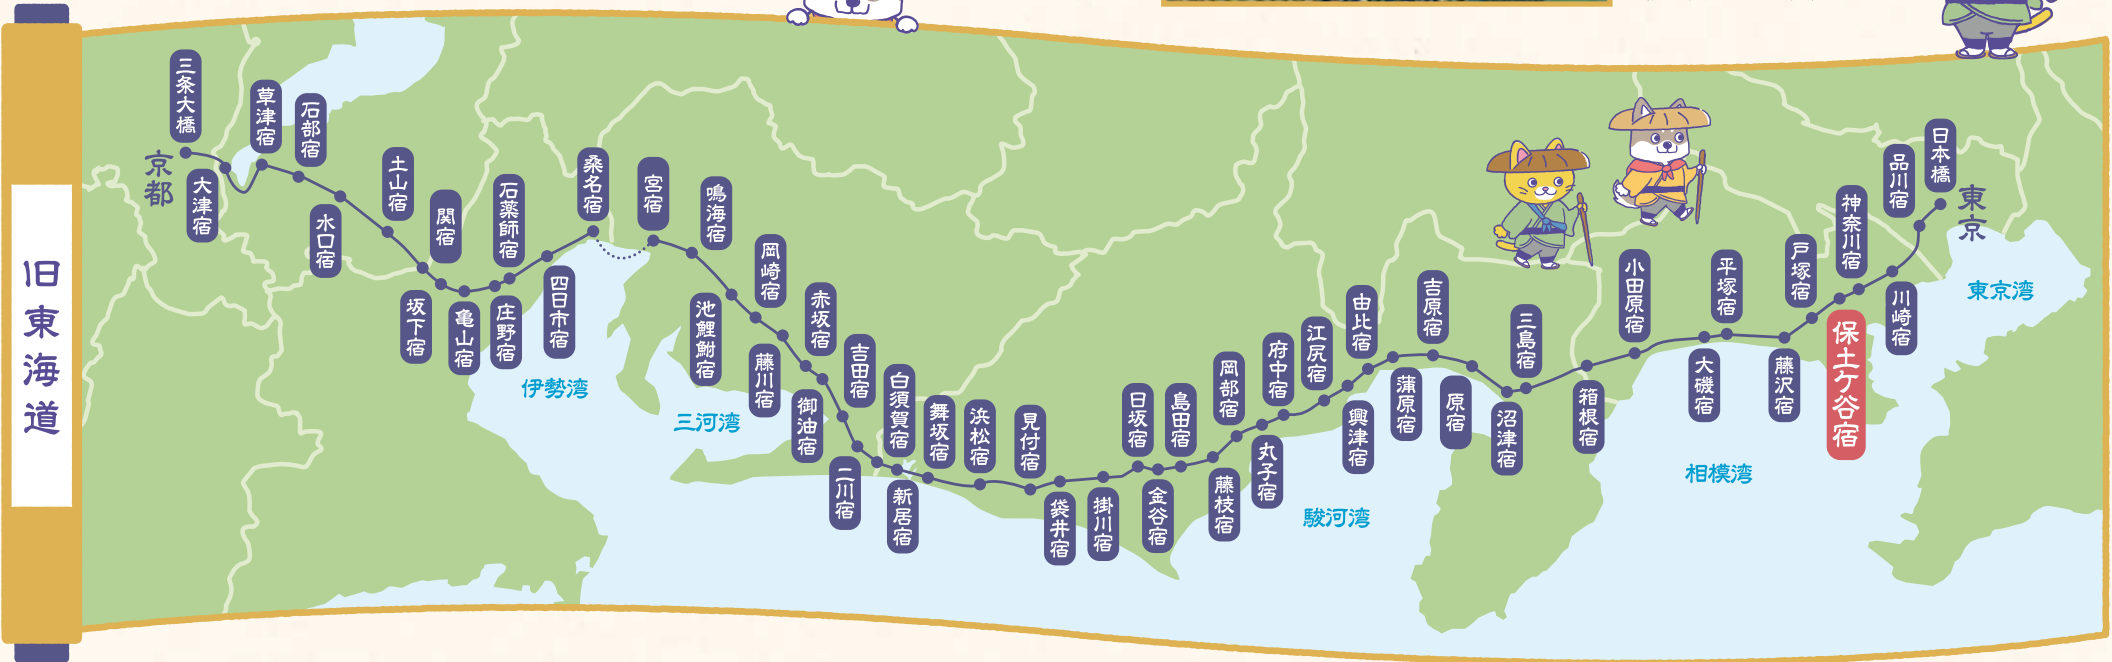 旧東海道
京都
三条大橋
大津宿
草津宿
石部宿
水口宿
土山宿
坂下宿
関宿
亀山宿
庄野宿
石薬師宿
四日市宿
桑名宿
宮宿
鳴海宿
池鯉鮒宿
岡崎宿
藤川宿
赤坂宿
御油宿
吉田宿
二川宿
白須賀宿
新居宿
舞坂宿
浜松宿
見付宿
袋井宿
掛川宿
日坂宿
金谷宿
島田宿
藤枝宿
岡部宿
丸子宿
府中宿
江尻宿
興津宿
由比宿
蒲原宿
吉原宿
原宿
沼津宿
三島宿
箱根宿
小田原宿
大磯宿
平塚宿
藤沢宿
戸塚宿
保土ケ谷宿
神奈川宿
川崎宿
品川宿
日本橋
東京
伊勢湾
三河湾
駿河湾
相模湾
東京湾